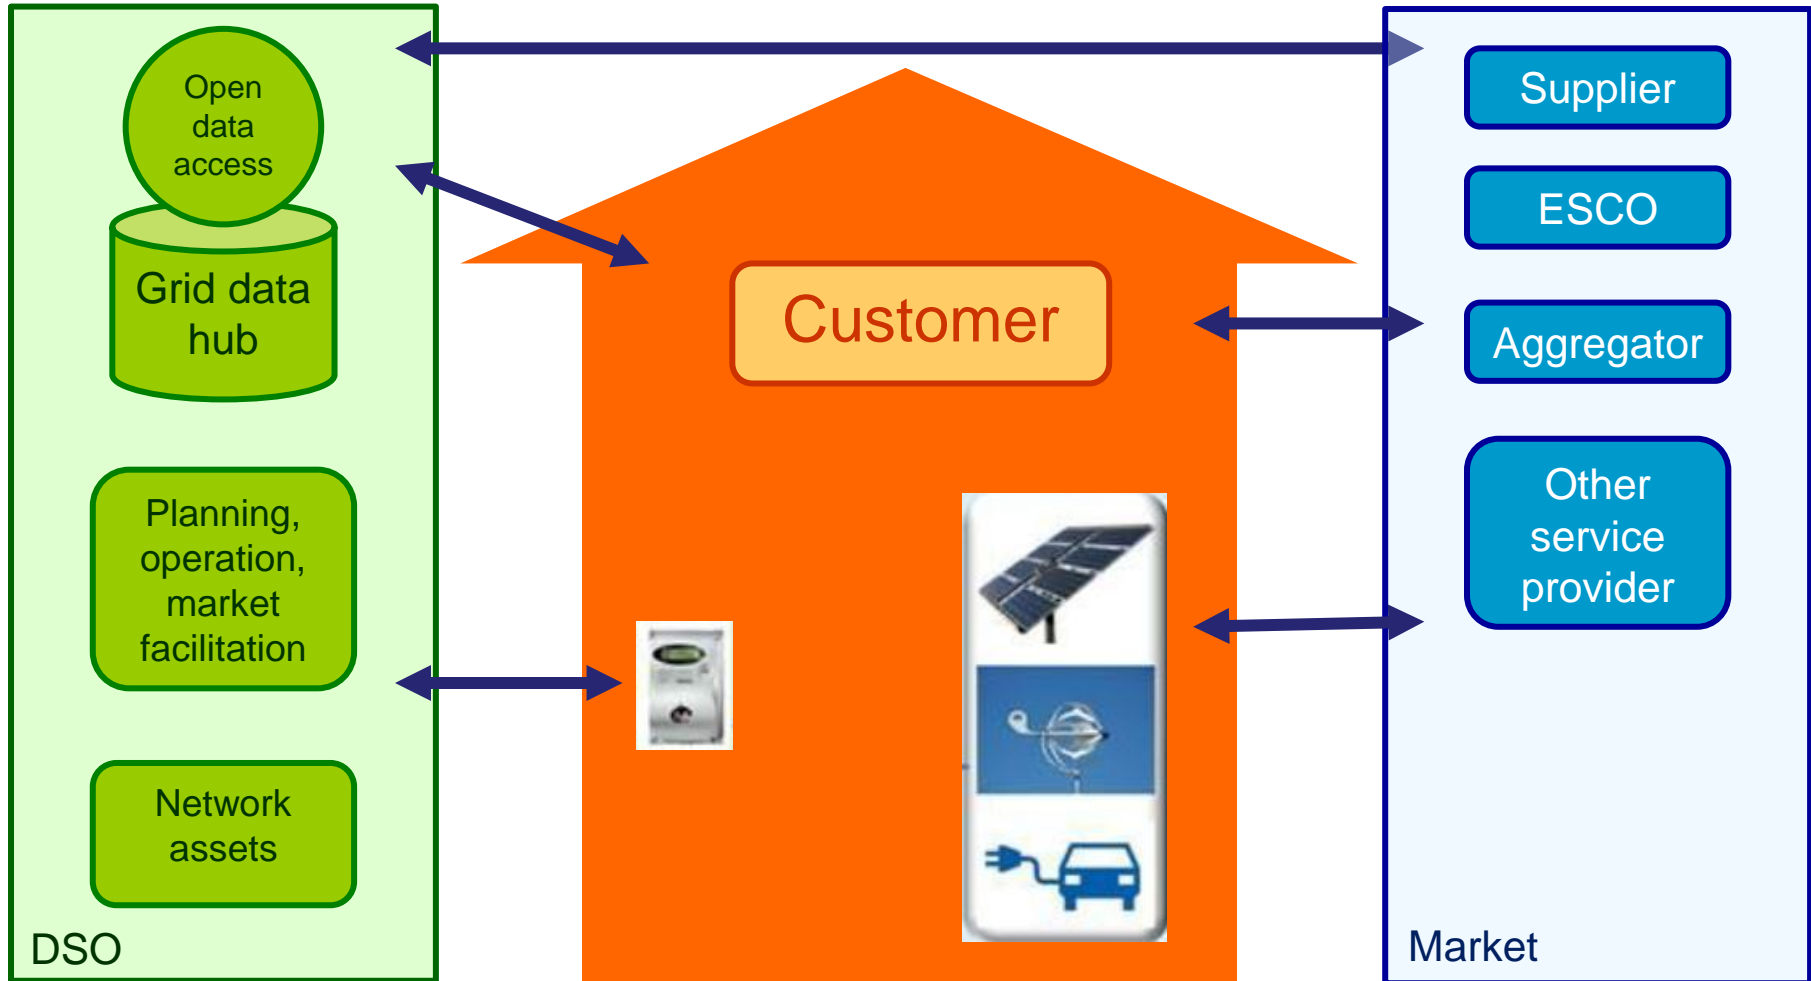 Open
data
access
Grid data
hub
Planning,
operation,
market
facilitation
Network
assets
DSO
Customer
Supplier
ESCO
Aggregator
Other
service
provider
Market